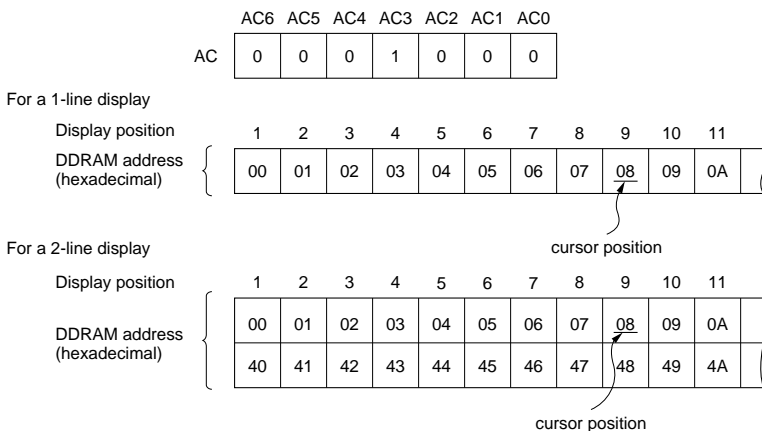 AC6 AC5 AC4 AC3 AC2 AC1 AC0
AC 0 0 0 1 0 0 0
For a 1-line display
Display position 1 2 3 4 5 6 7 8 9 10 11
DDRAM address
(hexadecimal)
00 01 02 03 04 05 06 07 08 09 0A
cursor position
For a 2-line display
Display position 1 2 3 4 5 6 7 8 9 10 11
DDRAM address
(hexadecimal)
00 01 02 03 04 05 06 07 08 09 0A
40 41 42 43 44 45 46 47 48 49 4A
cursor position